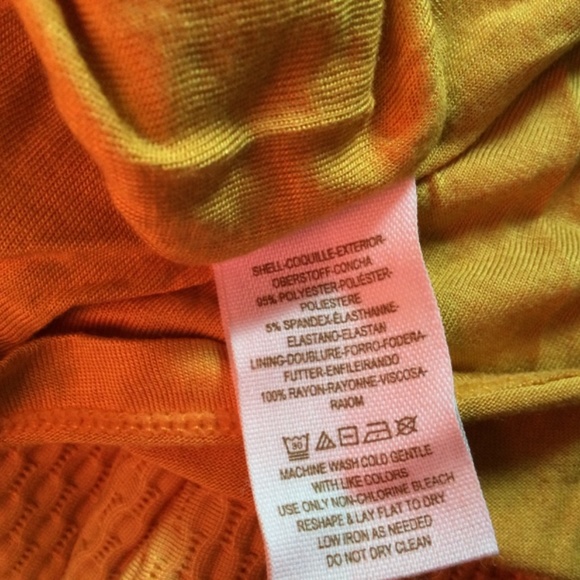 SHELL-COQUILLE-EXTERIOR-
OBERSTOFF-CONCHA
95% POLYESTER-POLIÉSTER-
POLIESTERE
5% SPANDEX-ÉLASTHANNE-
ELASTANO-ELASTAN
LINING-DOUBLURE-FORRO-FODERA-
FUTTER-ENFILEIRANDO
100% RAYON-RAYONNE-VISCOSA-
RAIOM
30
MACHINE WASH COLD GENTLE
WITH LIKE COLORS
USE ONLY NON-CHLORINE BLEACH
RESHAPE & LAY FLAT TO DRY
LOW IRON AS NEEDED
DO NOT DRY CLEAN